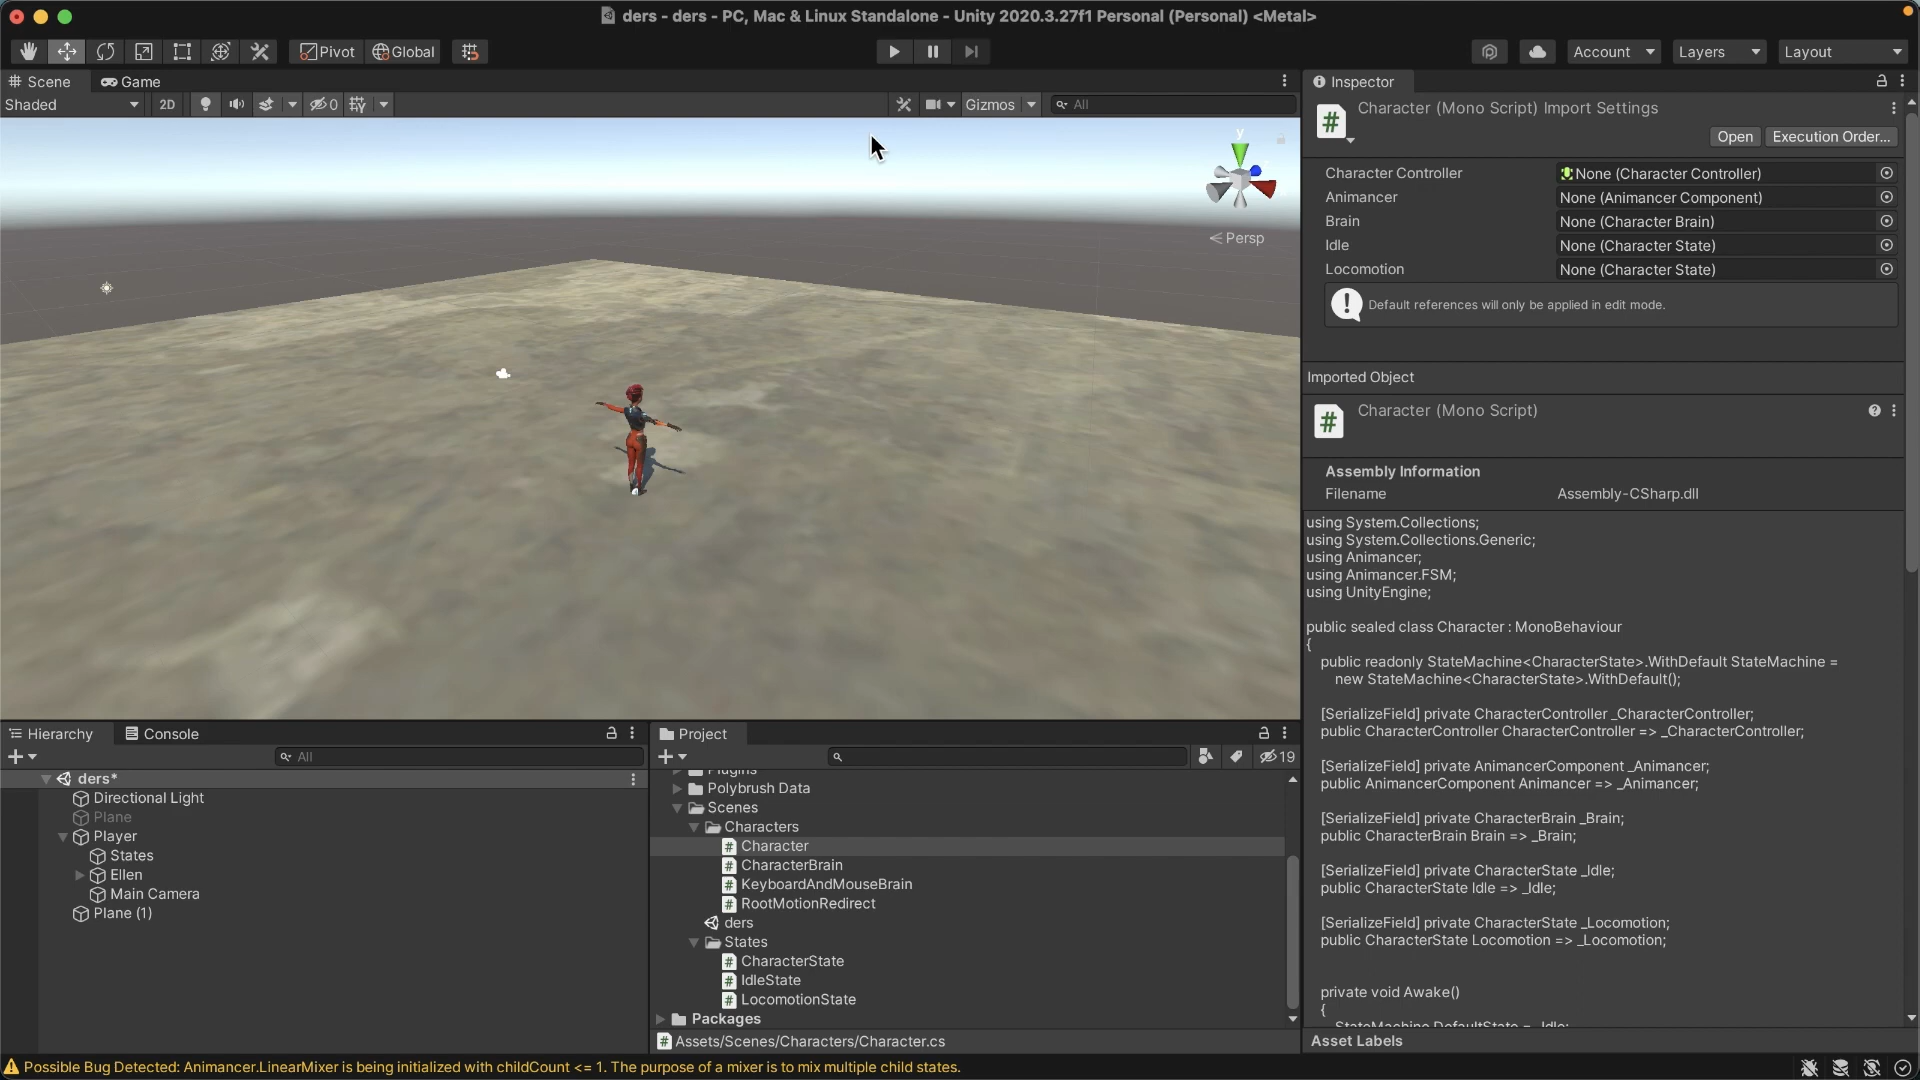 ders - ders - PC, Mac & Linux Standalone - Unity 2020.3.27f1 Personal (Personal) <Metal>
Pivot
Global
Account
Layers
Layout
Scene
Game
Shaded
2D
0
Gizmos
All
y
Persp
Inspector
Character (Mono Script) Import Settings
Open
Execution Order...
Character Controller
None (Character Controller)
Animancer
None (Animancer Component)
Brain
None (Character Brain)
Idle
None (Character State)
Locomotion
None (Character State)
Default references will only be applied in edit mode.
Imported Object
Character (Mono Script)
Assembly Information
Filename
Assembly-CSharp.dll
using System.Collections;
using System.Collections.Generic;
using Animancer;
using Animancer.FSM;
using UnityEngine;
public sealed class Character : MonoBehaviour
{
public readonly StateMachine<CharacterState>.WithDefault StateMachine =
new StateMachine<CharacterState>.WithDefault();
[SerializeField] private CharacterController _CharacterController;
public CharacterController CharacterController => _CharacterController;
[SerializeField] private AnimancerComponent _Animancer;
public AnimancerComponent Animancer => _Animancer;
[SerializeField] private CharacterBrain _Brain;
public CharacterBrain Brain => _Brain;
[SerializeField] private CharacterState _Idle;
public CharacterState Idle => _Idle;
[SerializeField] private CharacterState _Locomotion;
public CharacterState Locomotion => _Locomotion;
private void Awake()
{
StateMachine.DefaultState = _Idle;
Asset Labels
Hierarchy
Console
All
ders*
Directional Light
Plane
Player
States
Ellen
Main Camera
Plane (1)
Project
19
Plugins
Polybrush Data
Scenes
Characters
Character
CharacterBrain
KeyboardAndMouseBrain
RootMotionRedirect
ders
States
CharacterState
IdleState
LocomotionState
Packages
Assets/Scenes/Characters/Character.cs
Possible Bug Detected: Animancer.LinearMixer is being initialized with childCount <= 1. The purpose of a mixer is to mix multiple child states.